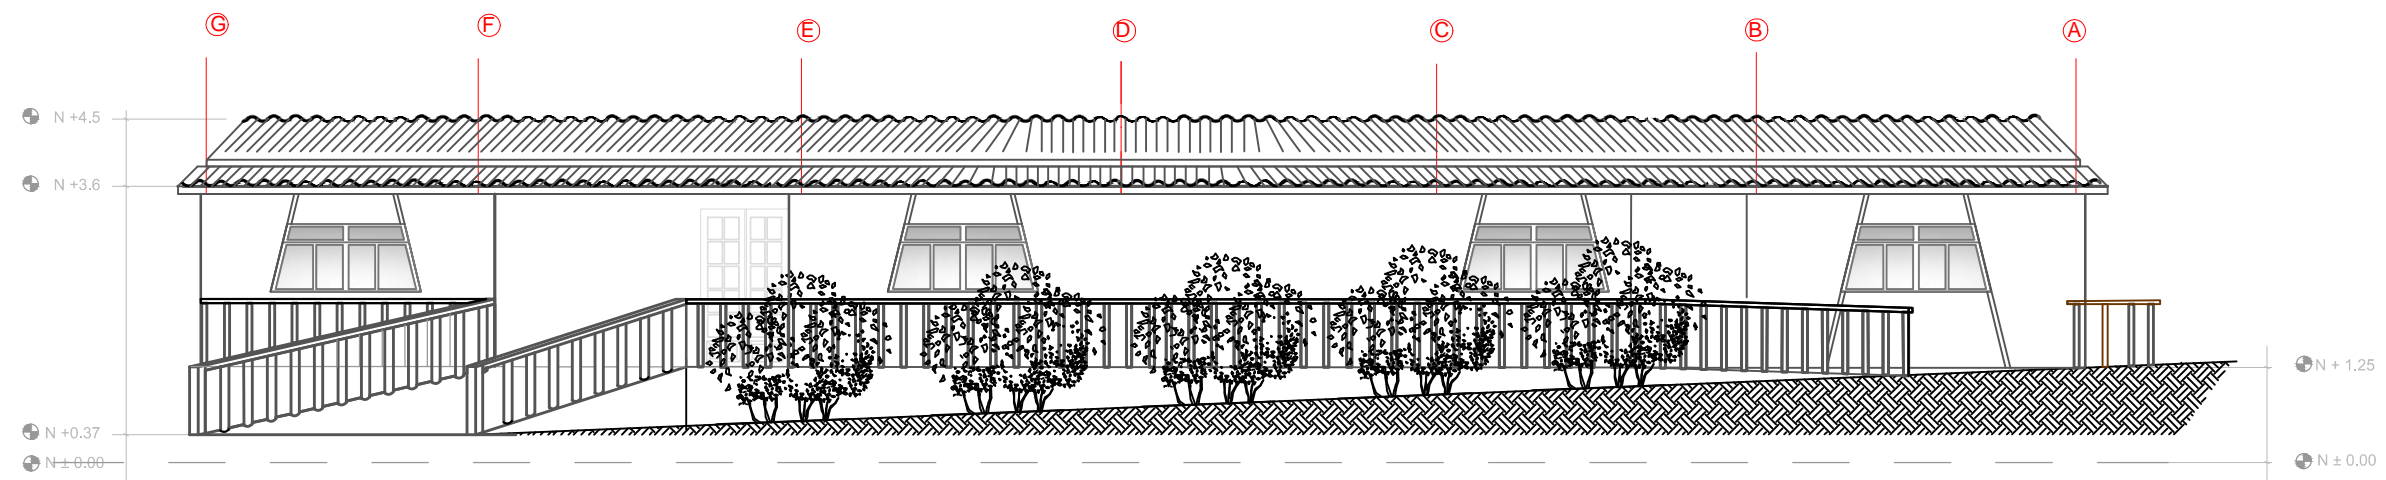 G F E D C B A
N +4.5
N +3.6
N + 1.25
N +0.37
N ± 0.00 N ± 0.00